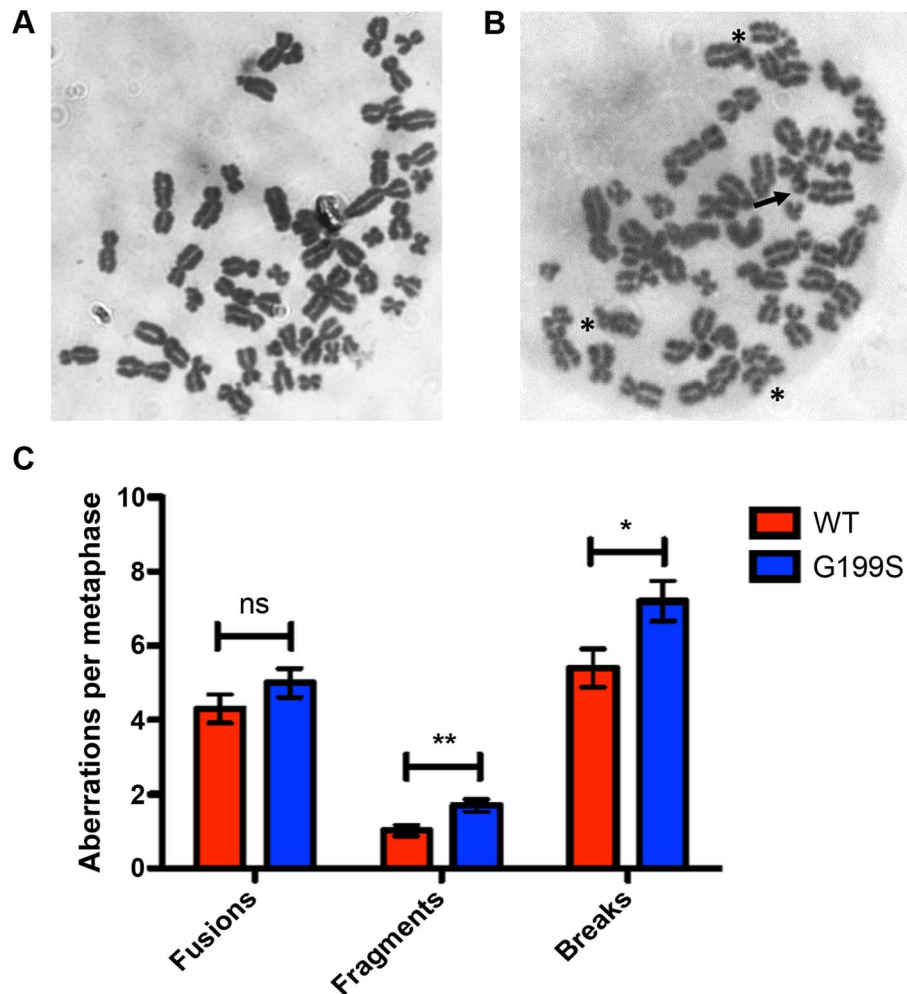 A
B
*
*
*
C
Aberrations per metaphase
10
8
6
4
2
0
ns
**
*
WT
G199S
Fusions
Fragments
Breaks